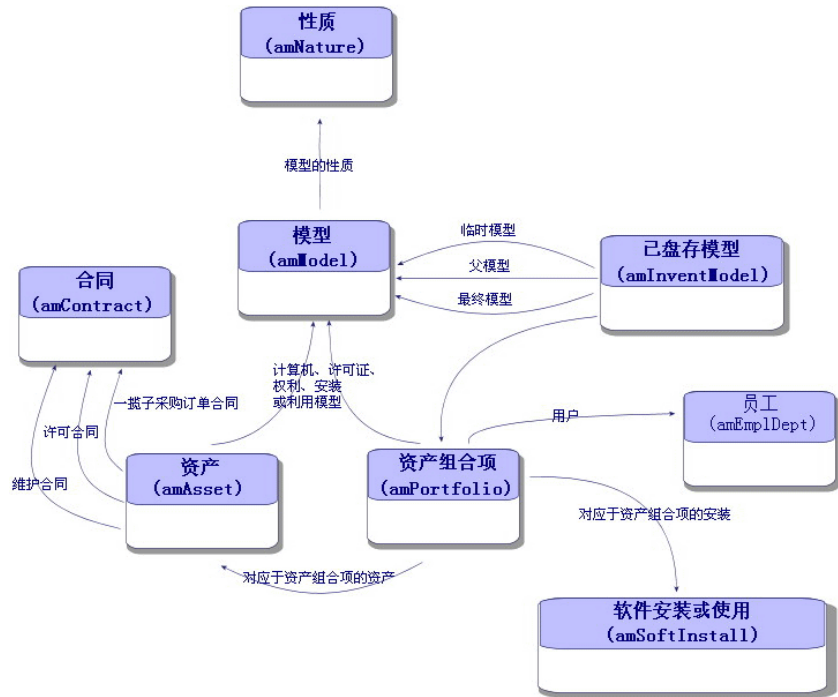 性质
(amNature)
模型的性质
模型
(amModel)
临时模型
父模型
最终模型
已盘存模型
(amInventModel)
合同
(amContract)
计算机、许可证、
权利、安装
或利用模型
一揽子采购订单合同
许可合同
维护合同
用户
员工
(amEmplDept)
资产
(amAsset)
资产组合项
(amPortfolio)
对应于资产组合项的安装
对应于资产组合项的资产
软件安装或使用
(amSoftInstall)